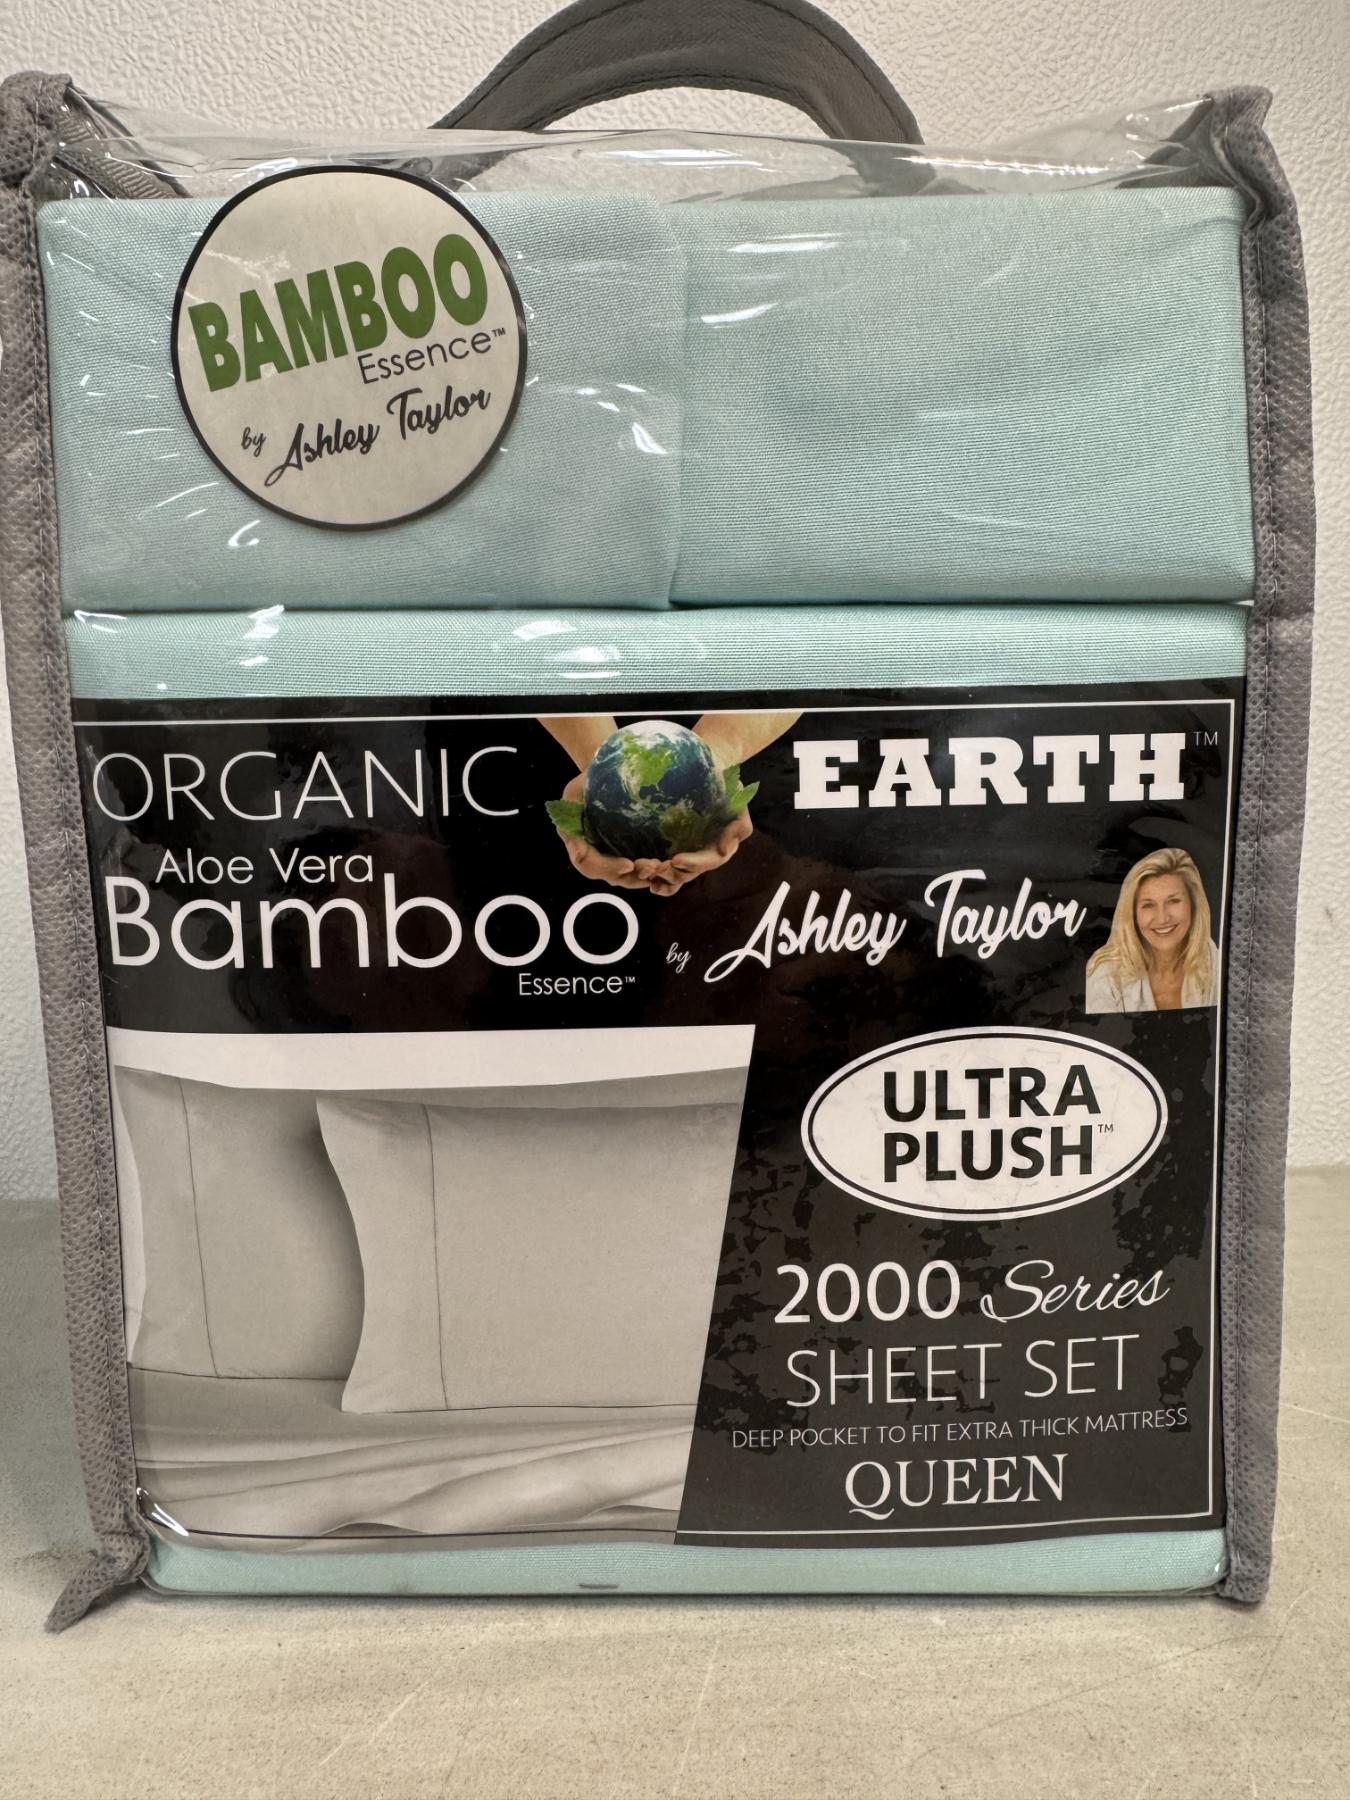 BAMBOO
Essence™
by Ashley Taylor
ORGANIC
EARTH™
Aloe Vera
Bamboo
Essence™
by Ashley Taylor
ULTRA
PLUSH™
2000 Series
SHEET SET
DEEP POCKET TO FIT EXTRA THICK MATTRESS
QUEEN